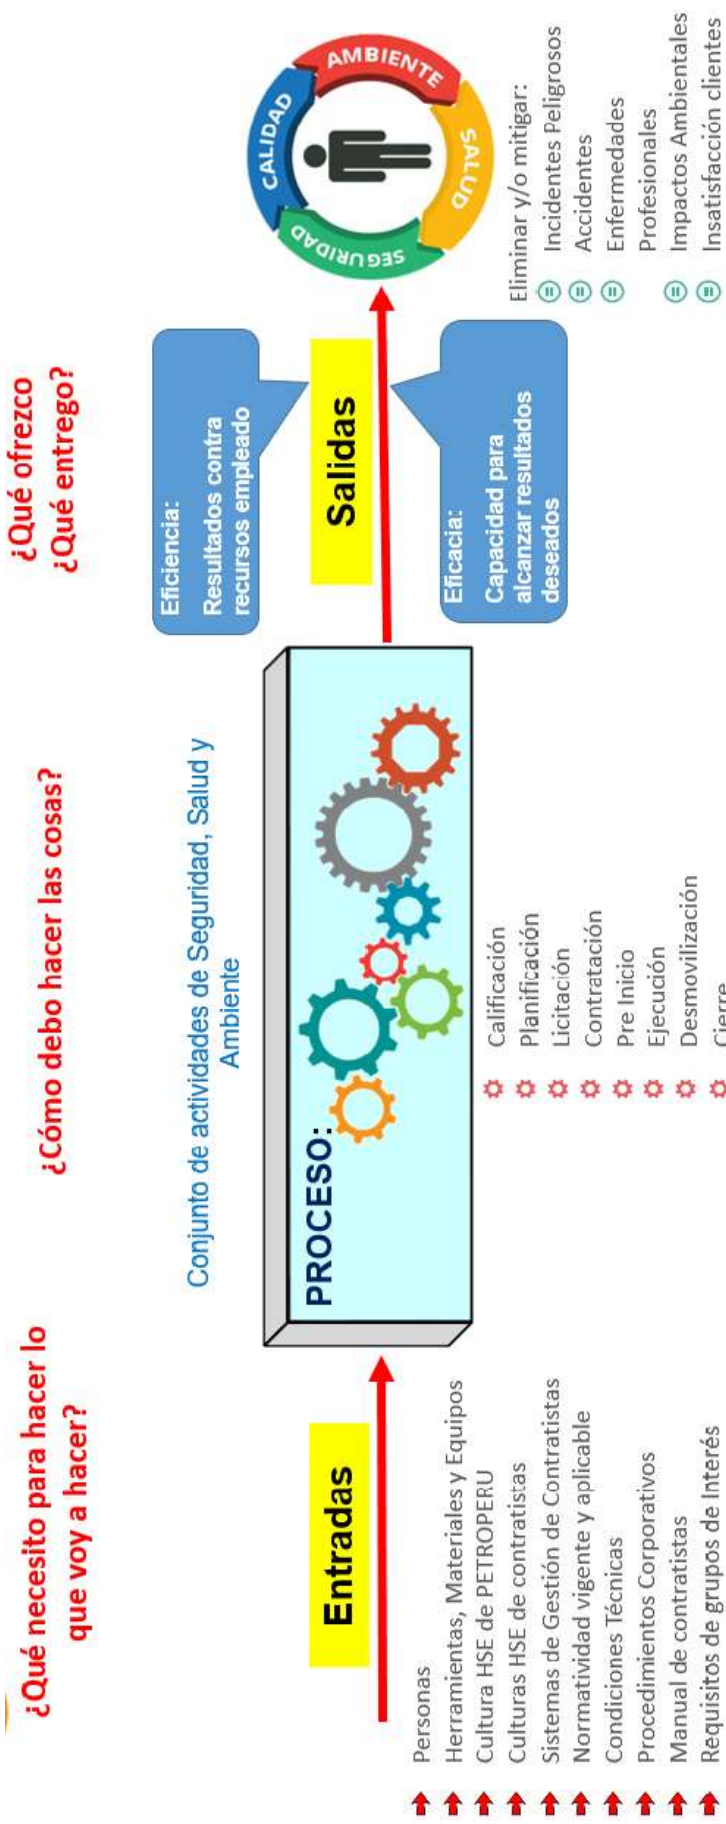 ¿Qué necesito para hacer lo
que voy a hacer?
Entradas
Personas
Herramientas, Materiales y Equipos
Cultura HSE de PETROPERU
Culturas HSE de contratistas
Sistemas de Gestión de Contratistas
Normatividad vigente y aplicable
Condiciones Técnicas
Procedimientos Corporativos
Manual de contratistas
Requisitos de grupos de Interés
¿Cómo debo hacer las cosas?
Conjunto de actividades de Seguridad, Salud y
Ambiente
PROCESO:
Calificación
Planificación
Licitación
Contratación
Pre Inicio
Ejecución
Desmovilización
Cierre
¿Qué ofrezco
¿Qué entrego?
Eficiencia:
Resultados contra
recursos empleado
Salidas
Eficacia:
Capacidad para
alcanzar resultados
deseados
CALIDAD
AMBIENTE
SEGURIDAD
SALUD
Eliminar y/o mitigar:
Incidentes Peligrosos
Accidentes
Enfermedades
Profesionales
Impactos Ambientales
Insatisfacción clientes